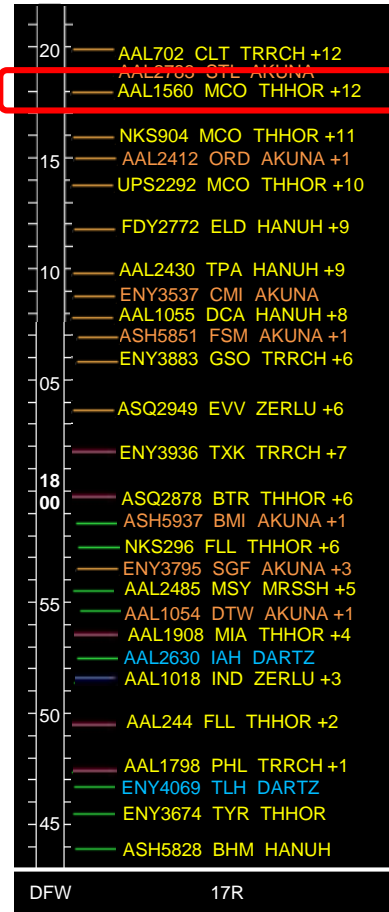 20
AAL702 CLT TRRCH +12
AAL2703 STL AKUNA
AAL1560 MCO THHOR +12
NKS904 MCO THHOR +11
15
AAL2412 ORD AKUNA +1
UPS2292 MCO THHOR +10
FDY2772 ELD HANUH +9
10
AAL2430 TPA HANUH +9
ENY3537 CMI AKUNA
AAL1055 DCA HANUH +8
ASH5851 FSM AKUNA +1
ENY3883 GSO TRRCH +6
05
ASQ2949 EVV ZERLU +6
ENY3936 TXK TRRCH +7
18
00
ASQ2878 BTR THHOR +6
ASH5937 BMI AKUNA +1
NKS296 FLL THHOR +6
ENY3795 SGF AKUNA +3
AAL2485 MSY MRSSH +5
55
AAL1054 DTW AKUNA +1
AAL1908 MIA THHOR +4
AAL2630 IAH DARTZ
AAL1018 IND ZERLU +3
50
AAL244 FLL THHOR +2
AAL1798 PHL TRRCH +1
ENY4069 TLH DARTZ
ENY3674 TYR THHOR
45
ASH5828 BHM HANUH
DFW 17R